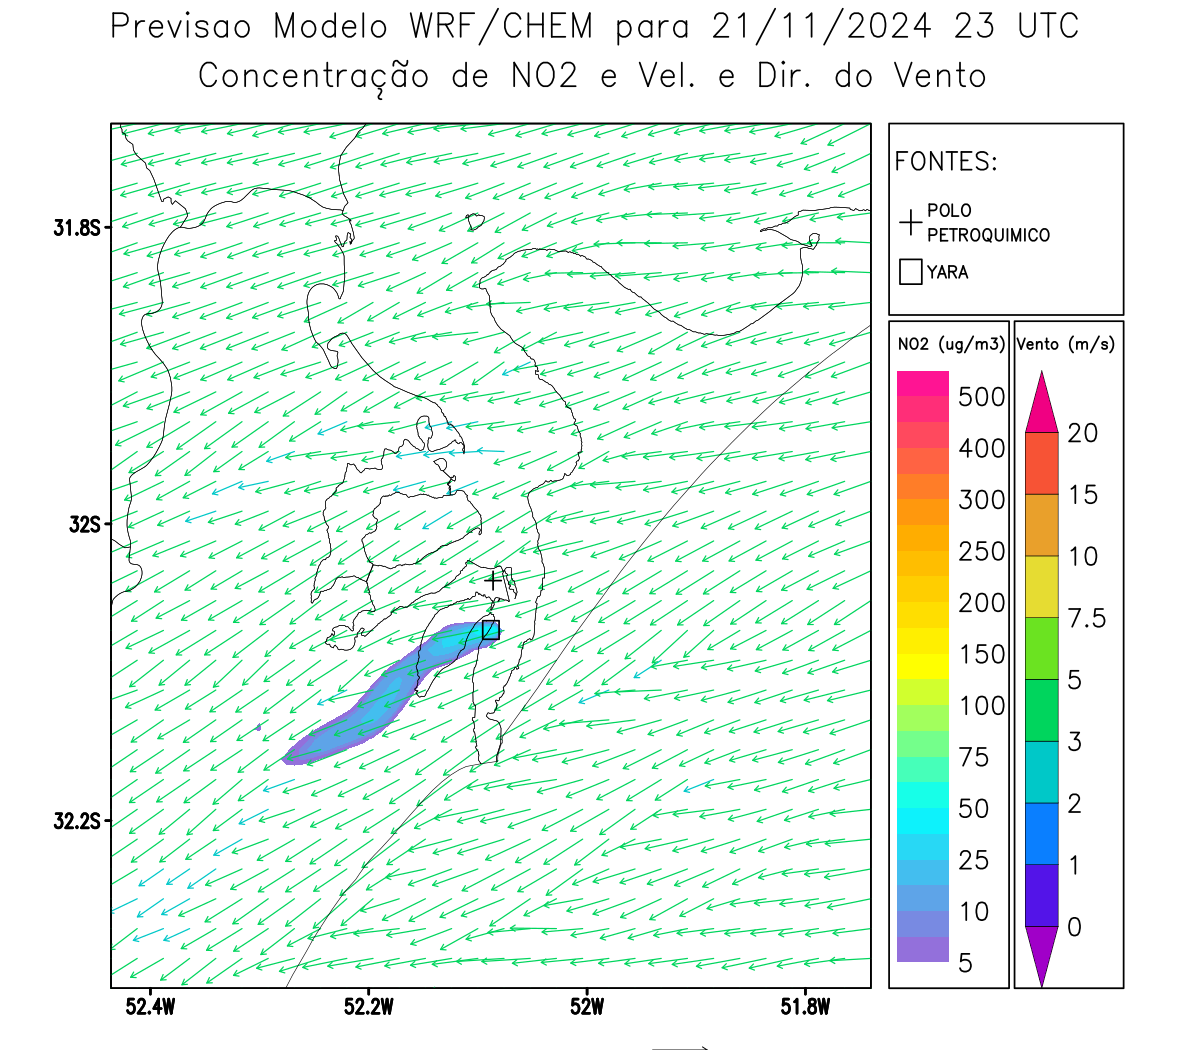 Previsao Modelo WRF/CHEM para 21/11/2024 23 UTC
Concentração de NO2 e Vel. e Dir. do Vento
FONTES:
POLO
PETROQUIMICO
YARA
31.8S
32S
32.2S
52.4W
52.2W
52W
51.8W
NO2 (ug/m3)
500
400
300
250
200
150
100
75
50
25
10
5
Vento (m/s)
20
15
10
7.5
5
3
2
1
0